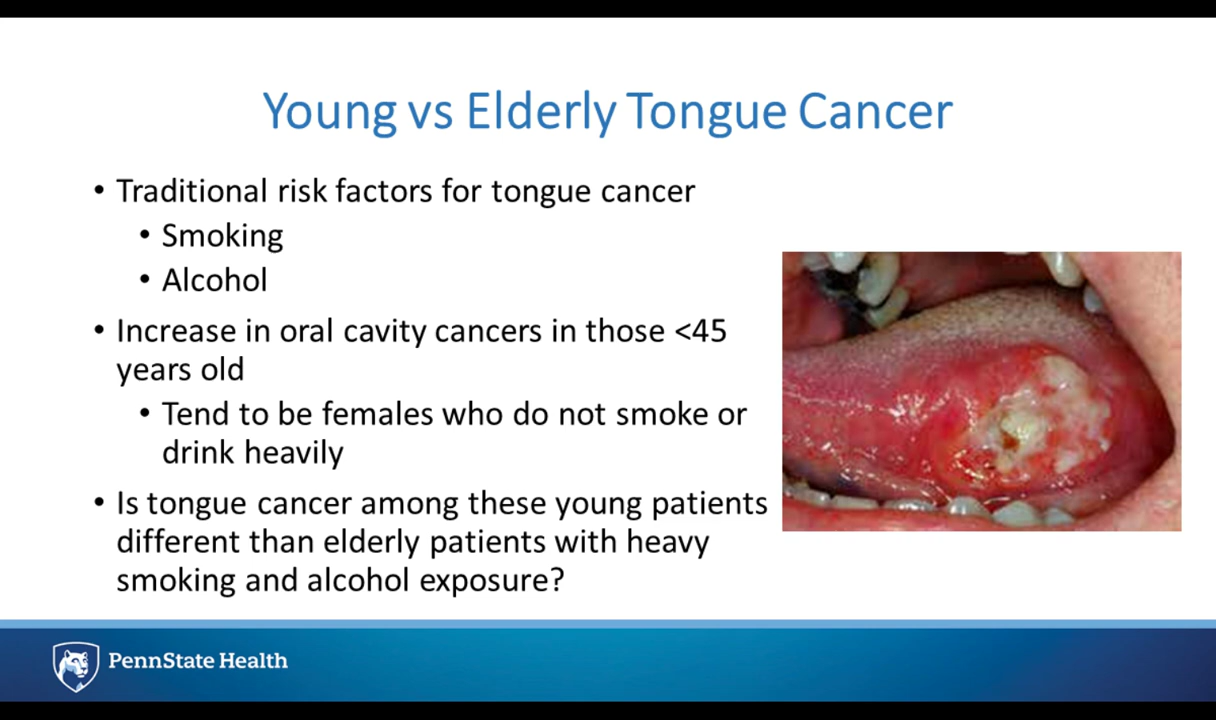 Young vs Elderly Tongue Cancer
• Traditional risk factors for tongue cancer
• Smoking
• Alcohol
• Increase in oral cavity cancers in those <45
years old
• Tend to be females who do not smoke or
drink heavily
• Is tongue cancer among these young patients
different than elderly patients with heavy
smoking and alcohol exposure?
PennState Health